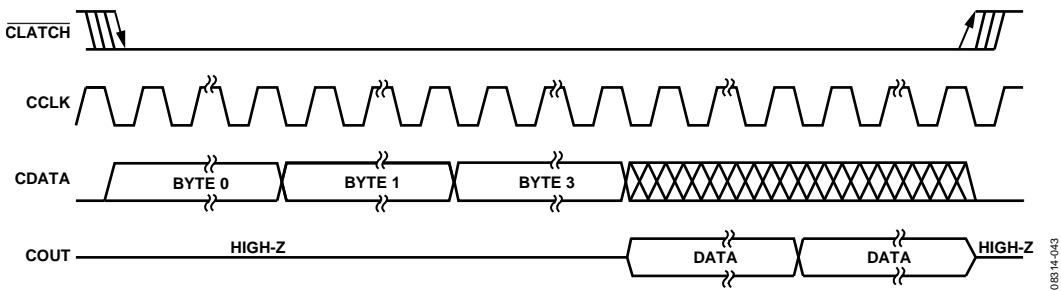 CLATCH
CCLK
CDATA
BYTE 0
BYTE 1
BYTE 3
COUT
HIGH-Z
DATA
DATA
HIGH-Z
08314-043